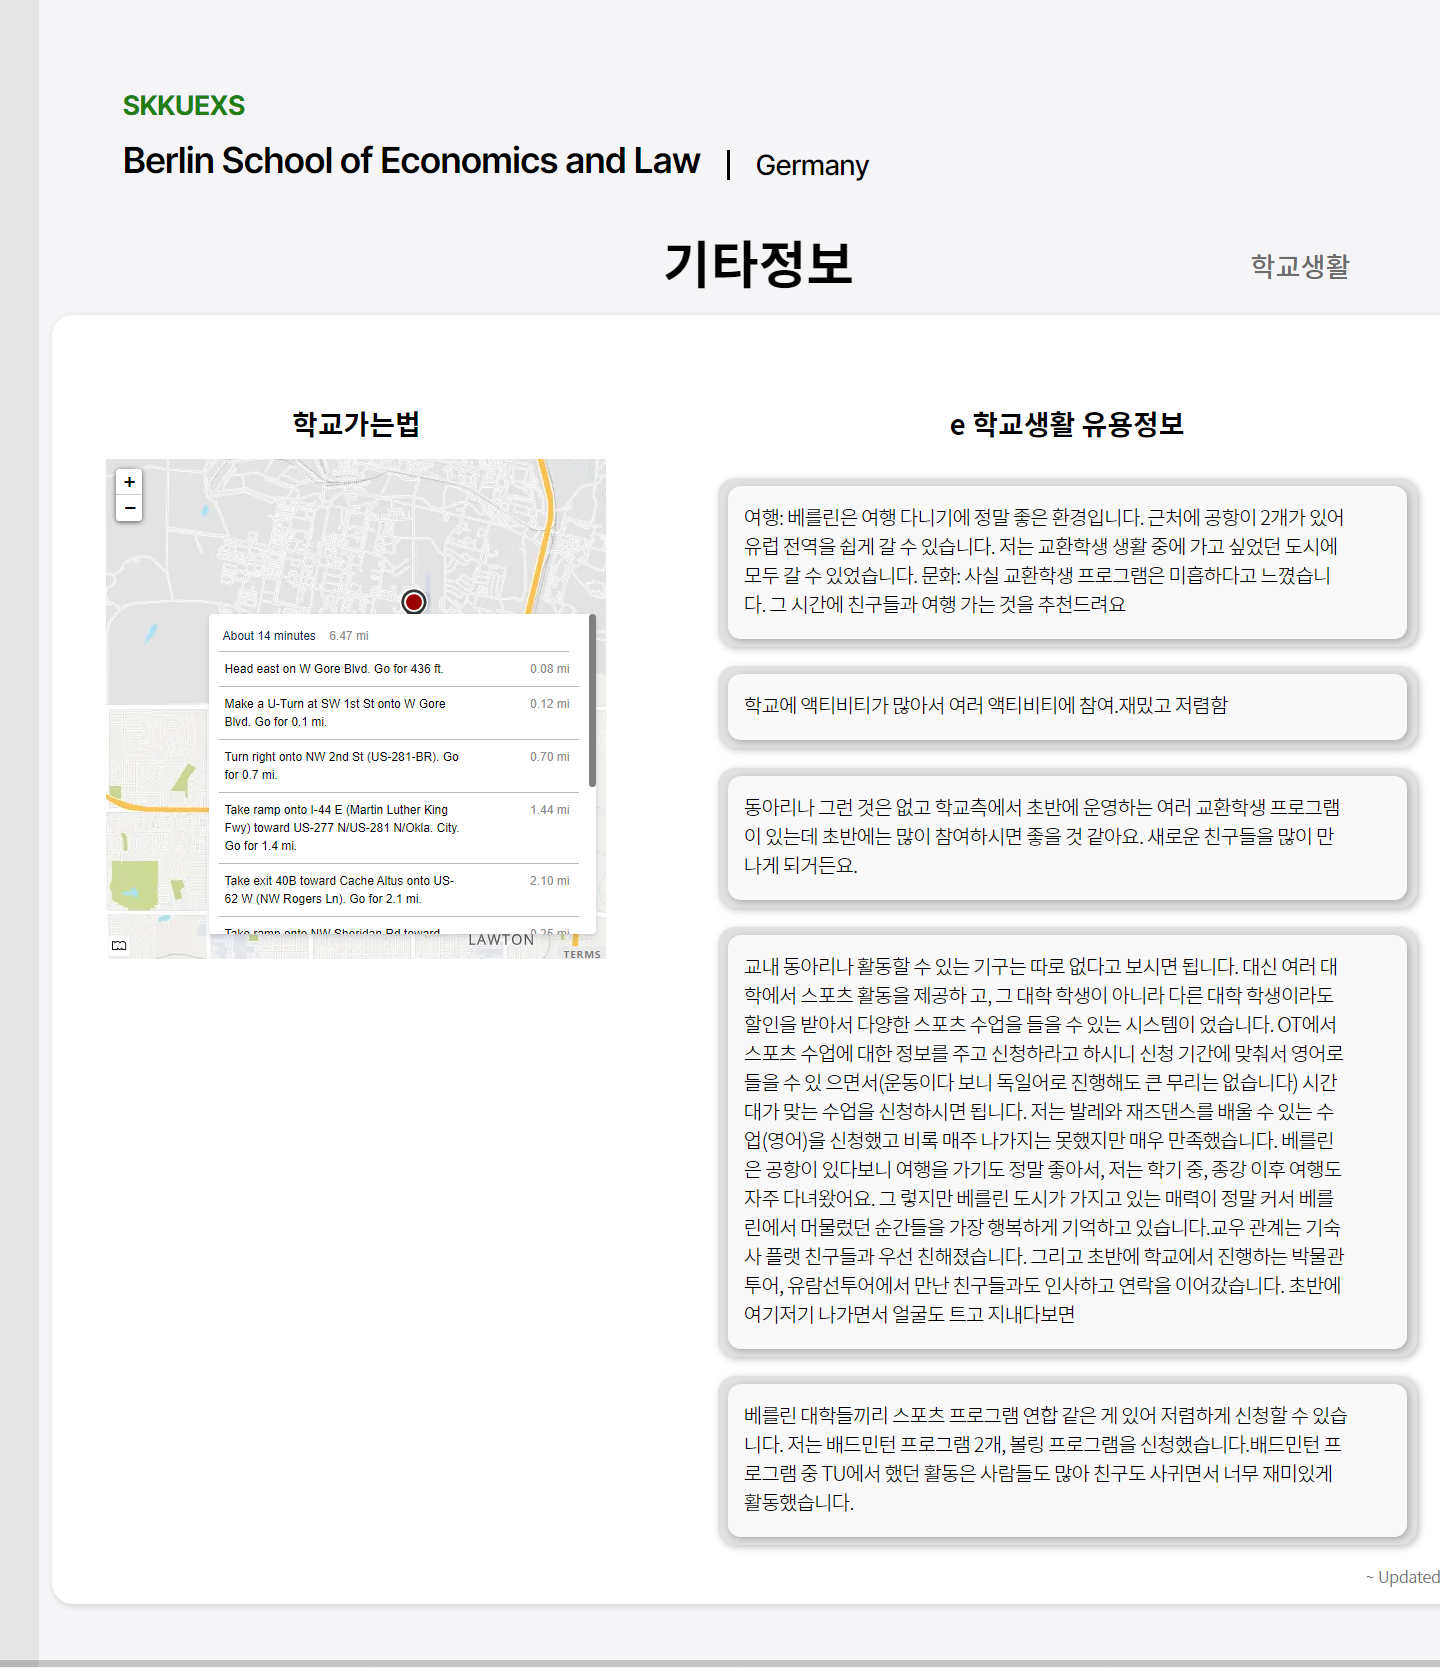 SKKUEXS
Berlin School of Economics and Law | Germany
기타정보
학교생활
학교가는법
+
−
About 14 minutes 6.47 mi
Head east on W Gore Blvd. Go for 436 ft. 0.08 mi
Make a U-Turn at SW 1st St onto W Gore 0.12 mi
Blvd. Go for 0.1 mi.
Turn right onto NW 2nd St (US-281-BR). Go 0.70 mi
for 0.7 mi.
Take ramp onto I-44 E (Martin Luther King 1.44 mi
Fwy) toward US-277 N/US-281 N/Okla. City.
Go for 1.4 mi.
Take exit 40B toward Cache Altus onto US- 2.10 mi
62 W (NW Rogers Ln). Go for 2.1 mi.
Take ramp onto NW Sheridan Rd toward 0.25 mi
LAWTON
TERMS
e 학교생활 유용정보
여행: 베를린은 여행 다니기에 정말 좋은 환경입니다. 근처에 공항이 2개가 있어
유럽 전역을 쉽게 갈 수 있습니다. 저는 교환학생 생활 중에 가고 싶었던 도시에
모두 갈 수 있었습니다. 문화: 사실 교환학생 프로그램은 미흡하다고 느꼈습니
다. 그 시간에 친구들과 여행 가는 것을 추천드려요
학교에 액티비티가 많아서 여러 액티비티에 참여.재밌고 저렴함
동아리나 그런 것은 없고 학교측에서 초반에 운영하는 여러 교환학생 프로그램
이 있는데 초반에는 많이 참여하시면 좋을 것 같아요. 새로운 친구들을 많이 만
나게 되거든요.
교내 동아리나 활동할 수 있는 기구는 따로 없다고 보시면 됩니다. 대신 여러 대
학에서 스포츠 활동을 제공하 고, 그 대학 학생이 아니라 다른 대학 학생이라도
할인을 받아서 다양한 스포츠 수업을 들을 수 있는 시스템이 었습니다. OT에서
스포츠 수업에 대한 정보를 주고 신청하라고 하시니 신청 기간에 맞춰서 영어로
들을 수 있 으면서(운동이다 보니 독일어로 진행해도 큰 무리는 없습니다) 시간
대가 맞는 수업을 신청하시면 됩니다. 저는 발레와 재즈댄스를 배울 수 있는 수
업(영어)을 신청했고 비록 매주 나가지는 못했지만 매우 만족했습니다. 베를린
은 공항이 있다보니 여행을 가기도 정말 좋아서, 저는 학기 중, 종강 이후 여행도
자주 다녀왔어요. 그 렇지만 베를린 도시가 가지고 있는 매력이 정말 커서 베를
린에서 머물렀던 순간들을 가장 행복하게 기억하고 있습니다.교우 관계는 기숙
사 플랫 친구들과 우선 친해졌습니다. 그리고 초반에 학교에서 진행하는 박물관
투어, 유람선투어에서 만난 친구들과도 인사하고 연락을 이어갔습니다. 초반에
여기저기 나가면서 얼굴도 트고 지내다보면
베를린 대학들끼리 스포츠 프로그램 연합 같은 게 있어 저렴하게 신청할 수 있습
니다. 저는 배드민턴 프로그램 2개, 볼링 프로그램을 신청했습니다.배드민턴 프
로그램 중 TU에서 했던 활동은 사람들도 많아 친구도 사귀면서 너무 재미있게
활동했습니다.
~ Updated